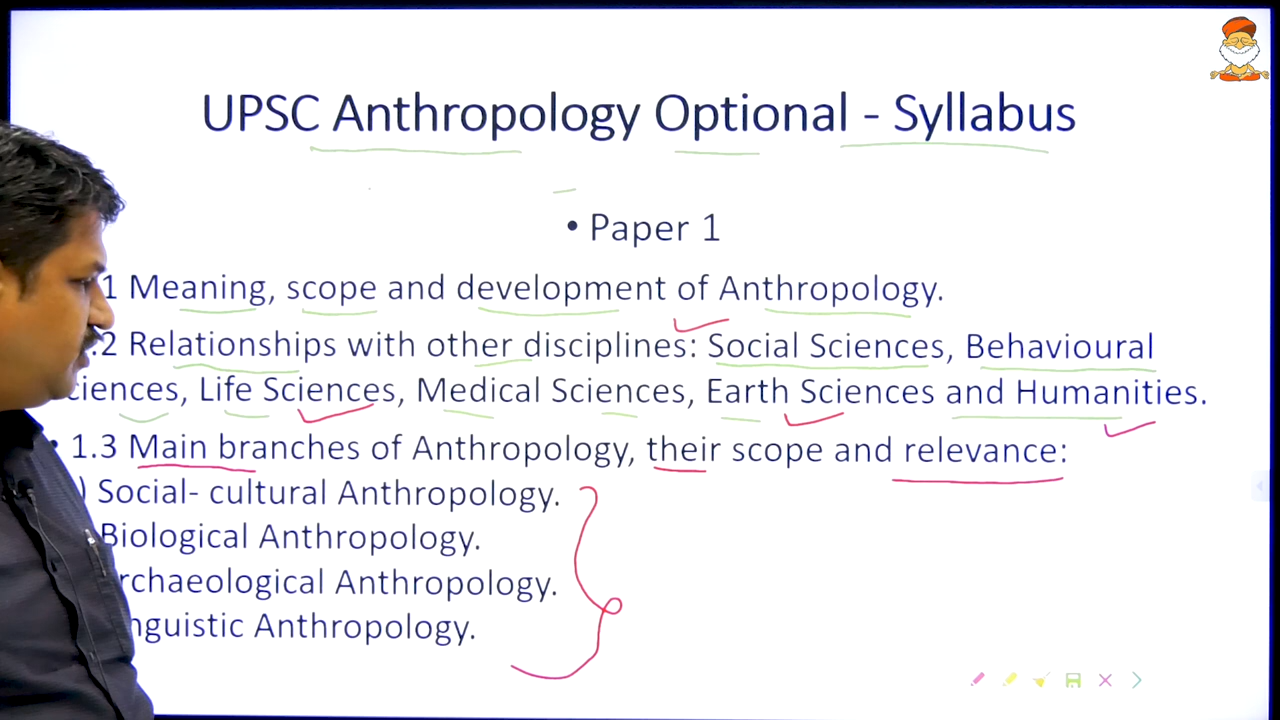 UPSC Anthropology Optional - Syllabus
• Paper 1
1 Meaning, scope and development of Anthropology.
.2 Relationships with other disciplines: Social Sciences, Behavioural
ciences, Life Sciences, Medical Sciences, Earth Sciences and Humanities.
• 1.3 Main branches of Anthropology, their scope and relevance:
) Social- cultural Anthropology.
Biological Anthropology.
rchaeological Anthropology.
nguistic Anthropology.